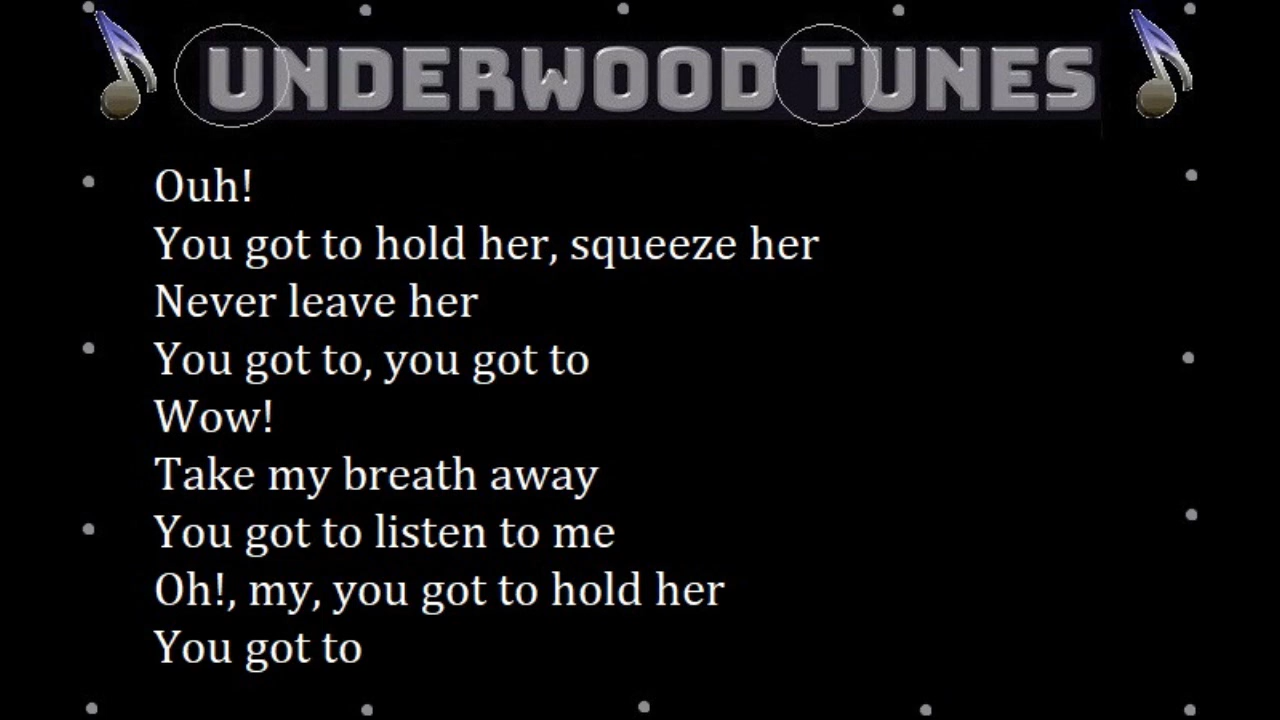 UNDERWOOD TUNES
Ouh!
You got to hold her, squeeze her
Never leave her
You got to, you got to
Wow!
Take my breath away
You got to listen to me
Oh!, my, you got to hold her
You got to